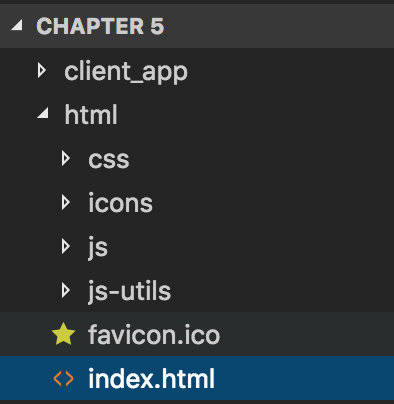 CHAPTER 5
client_app
html
css
icons
js
js-utils
favicon.ico
index.html